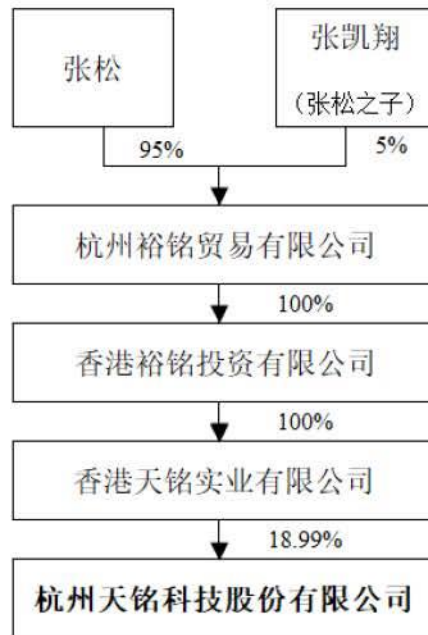 张松
张凯翔
（张松之子）
95%
5%
杭州裕铭贸易有限公司
100%
香港裕铭投资有限公司
100%
香港天铭实业有限公司
18.99%
杭州天铭科技股份有限公司